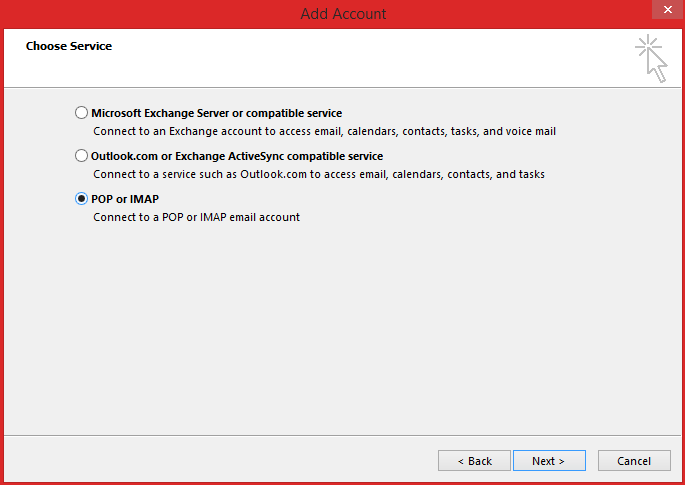 Add Account
Choose Service
Microsoft Exchange Server or compatible service
Connect to an Exchange account to access email, calendars, contacts, tasks, and voice mail
Outlook.com or Exchange ActiveSync compatible service
Connect to a service such as Outlook.com to access email, calendars, contacts, and tasks
POP or IMAP
Connect to a POP or IMAP email account
< Back Next > Cancel